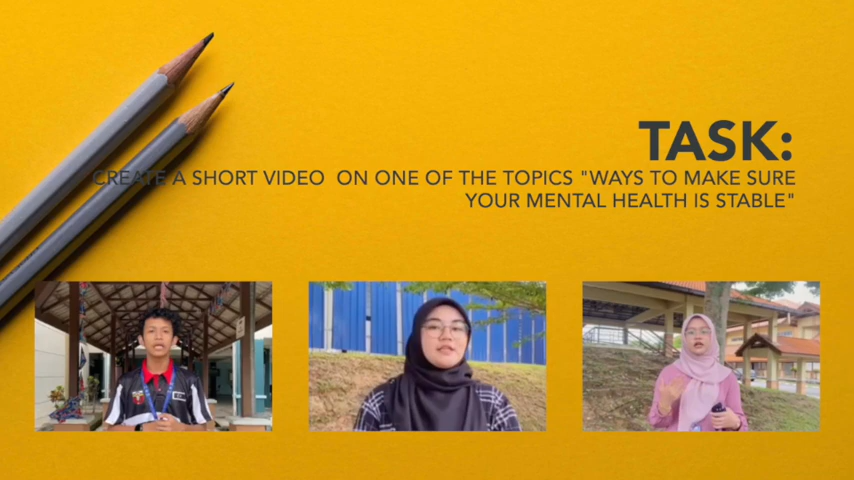 TASK:
CREATE A SHORT VIDEO ON ONE OF THE TOPICS "WAYS TO MAKE SURE
YOUR MENTAL HEALTH IS STABLE"